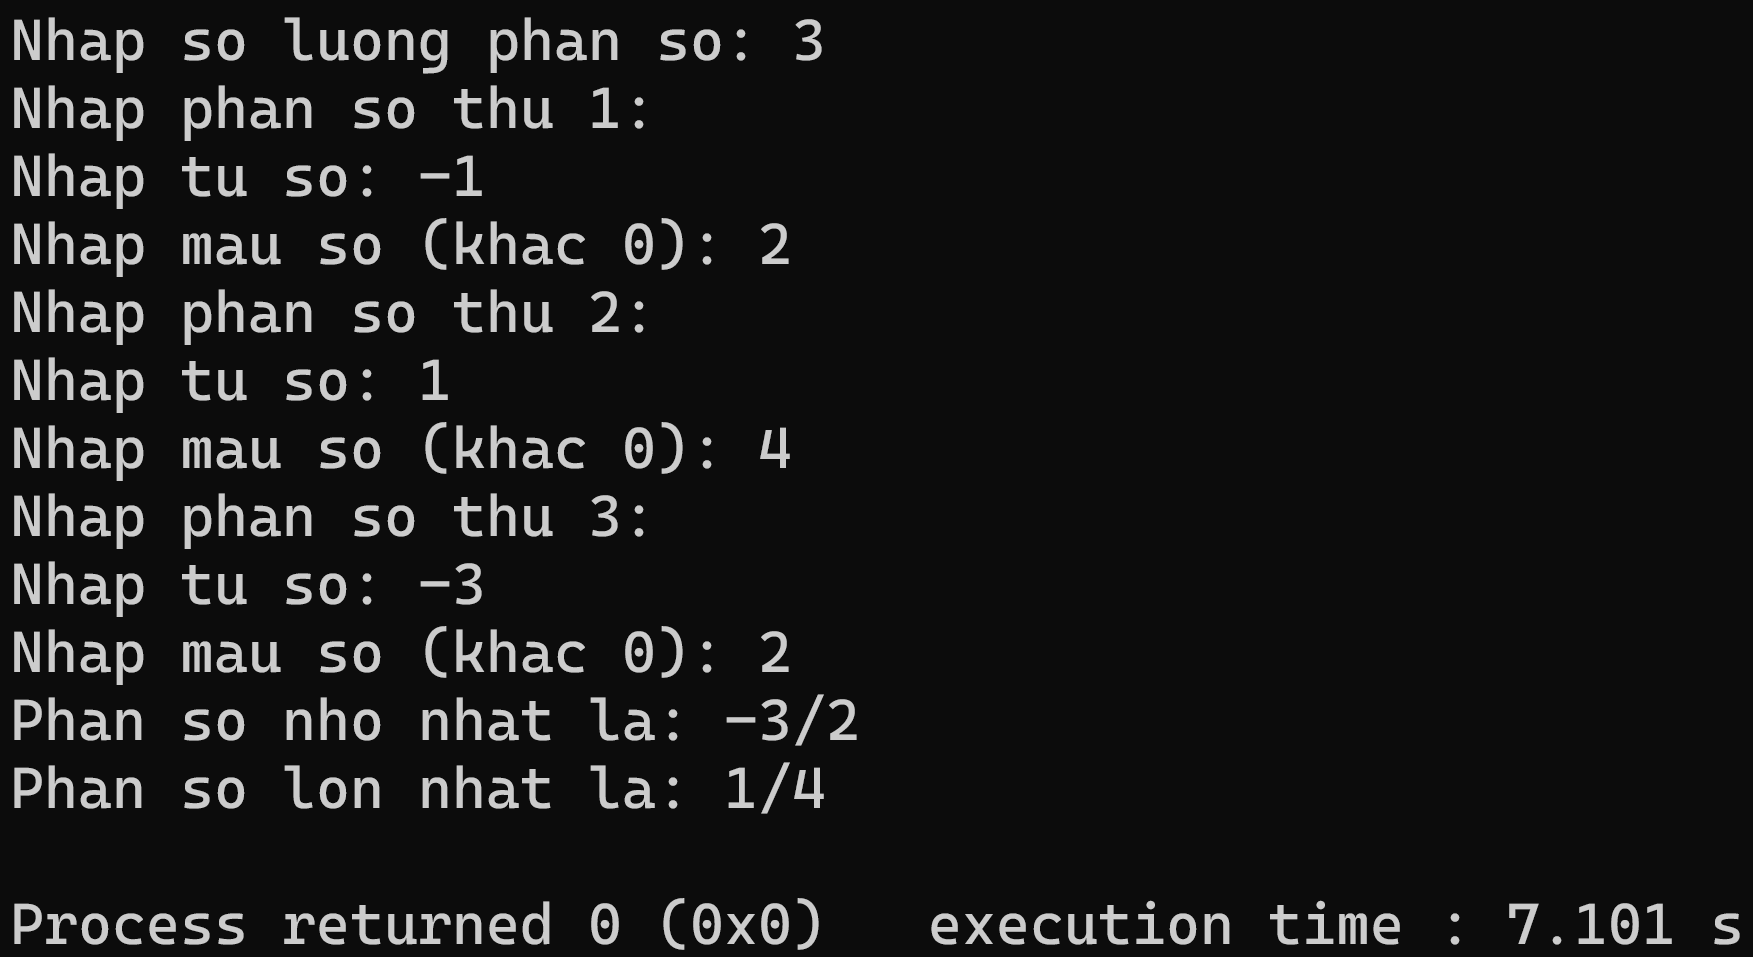 Nhap so luong phan so: 3
Nhap phan so thu 1:
Nhap tu so: -1
Nhap mau so (khac 0): 2
Nhap phan so thu 2:
Nhap tu so: 1
Nhap mau so (khac 0): 4
Nhap phan so thu 3:
Nhap tu so: -3
Nhap mau so (khac 0): 2
Phan so nho nhat la: -3/2
Phan so lon nhat la: 1/4
Process returned 0 (0x0)   execution time : 7.101 s